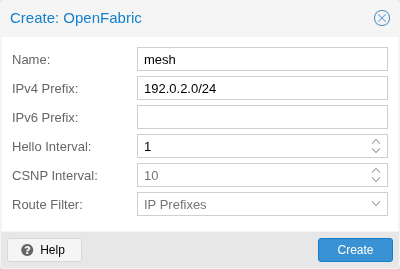 Create: OpenFabric
Name: mesh
IPv4 Prefix: 192.0.2.0/24
IPv6 Prefix:
Hello Interval: 1
CSNP Interval: 10
Route Filter: IP Prefixes
? Help Create